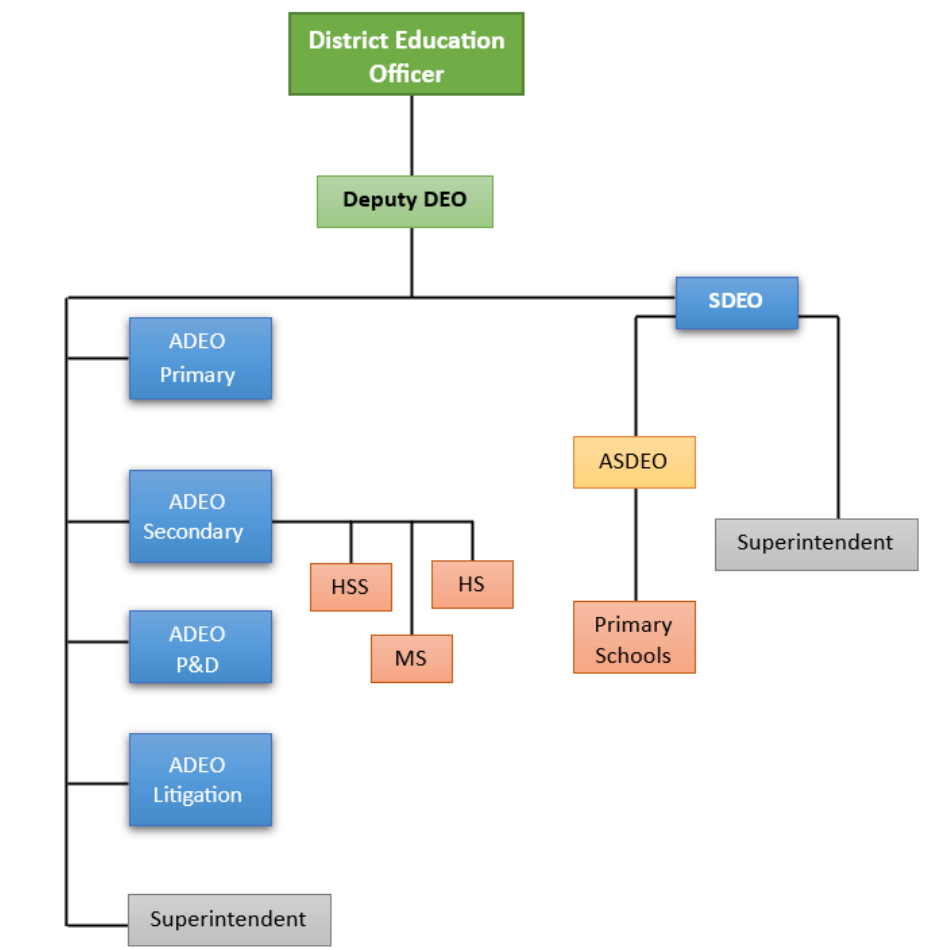 District Education
Officer
Deputy DEO
SDEO
ADEO
Primary
ASDEO
ADEO
Secondary
Superintendent
HSS
HS
MS
Primary
Schools
ADEO
P&D
ADEO
Litigation
Superintendent